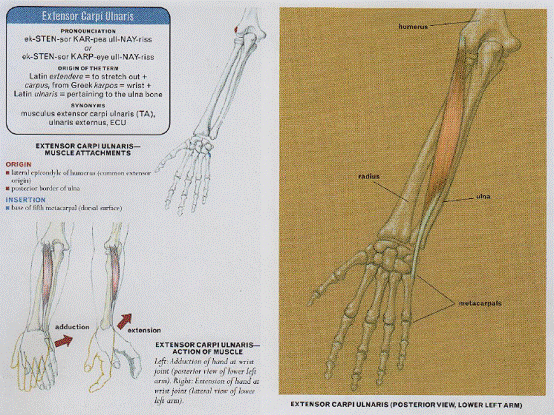 Extensor Carpi Ulnaris
PRONOUNCIATION
ek-STEN-sor KAR-pea ull-NAY-riss
or
ek-STEN-sor KARP-eye ull-NAY-riss
ORIGIN OF THE TERM
Latin extendere = to stretch out +
carpus, from Greek karpos = wrist +
Latin ulnaris = pertaining to the ulna bone
SYNONYMS
musculus extensor carpi ulnaris (TA),
ulnaris externus, ECU
EXTENSOR CARPI ULNARIS—
MUSCLE ATTACHMENTS
ORIGIN
lateral epicondyle of humerus (common extensor
origin)
posterior border of ulna
INSERTION
base of fifth metacarpal (dorsal surface)
adduction
extension
EXTENSOR CARPI ULNARIS—
ACTION OF MUSCLE
Left: Adduction of hand at wrist
joint (posterior view of lower left
arm). Right: Extension of hand at
wrist joint (lateral view of lower
left arm).
humerus
radius
ulna
metacarpals
EXTENSOR CARPI ULNARIS (POSTERIOR VIEW, LOWER LEFT ARM)